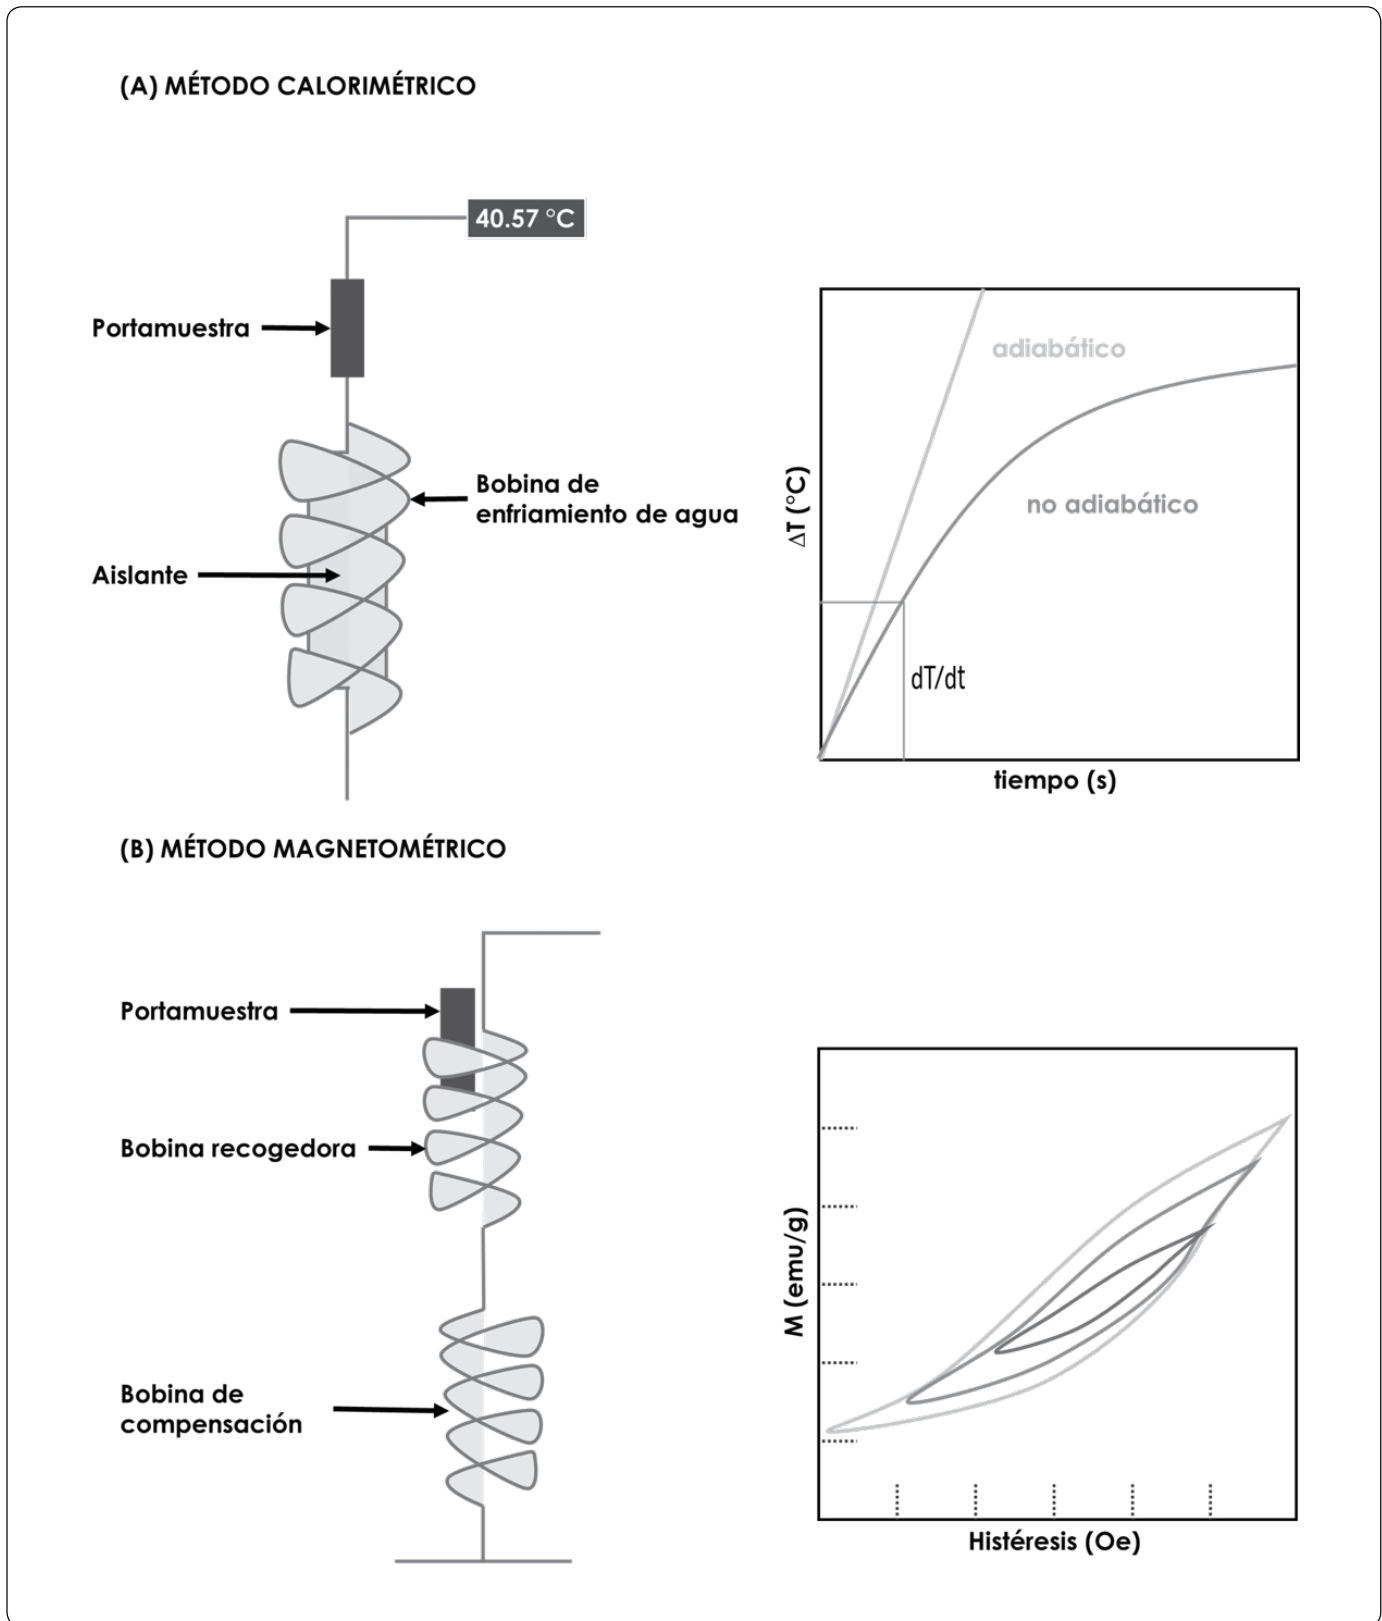 (A) MÉTODO CALORIMÉTRICO
40.57 °C
Portamuestra
Bobina de
enfriamiento de agua
Aislante
adiabático
no adiabático
ΔT (°C)
dT/dt
tiempo (s)
(B) MÉTODO MAGNETOMÉTRICO
Portamuestra
Bobina recogedora
Bobina de
compensación
M (emu/g)
Histéresis (Oe)